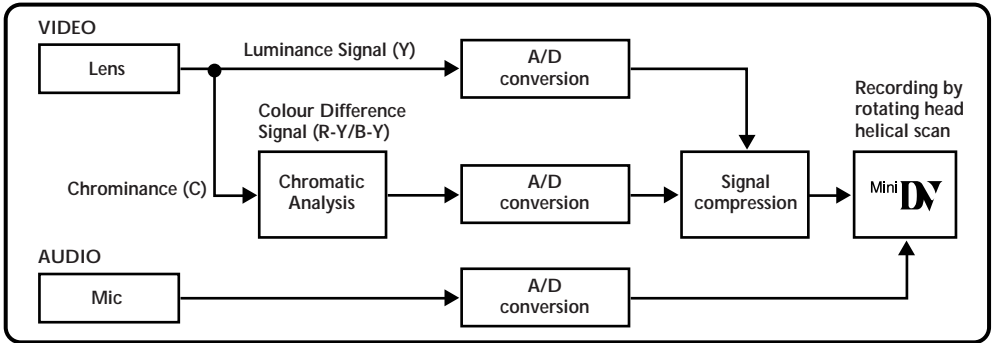 VIDEO
Lens
Luminance Signal (Y)
A/D
conversion
Recording by
rotating head
helical scan
Colour Difference
Signal (R-Y/B-Y)
Chrominance (C)
Chromatic
Analysis
A/D
conversion
Signal
compression
Mini DV
AUDIO
Mic
A/D
conversion